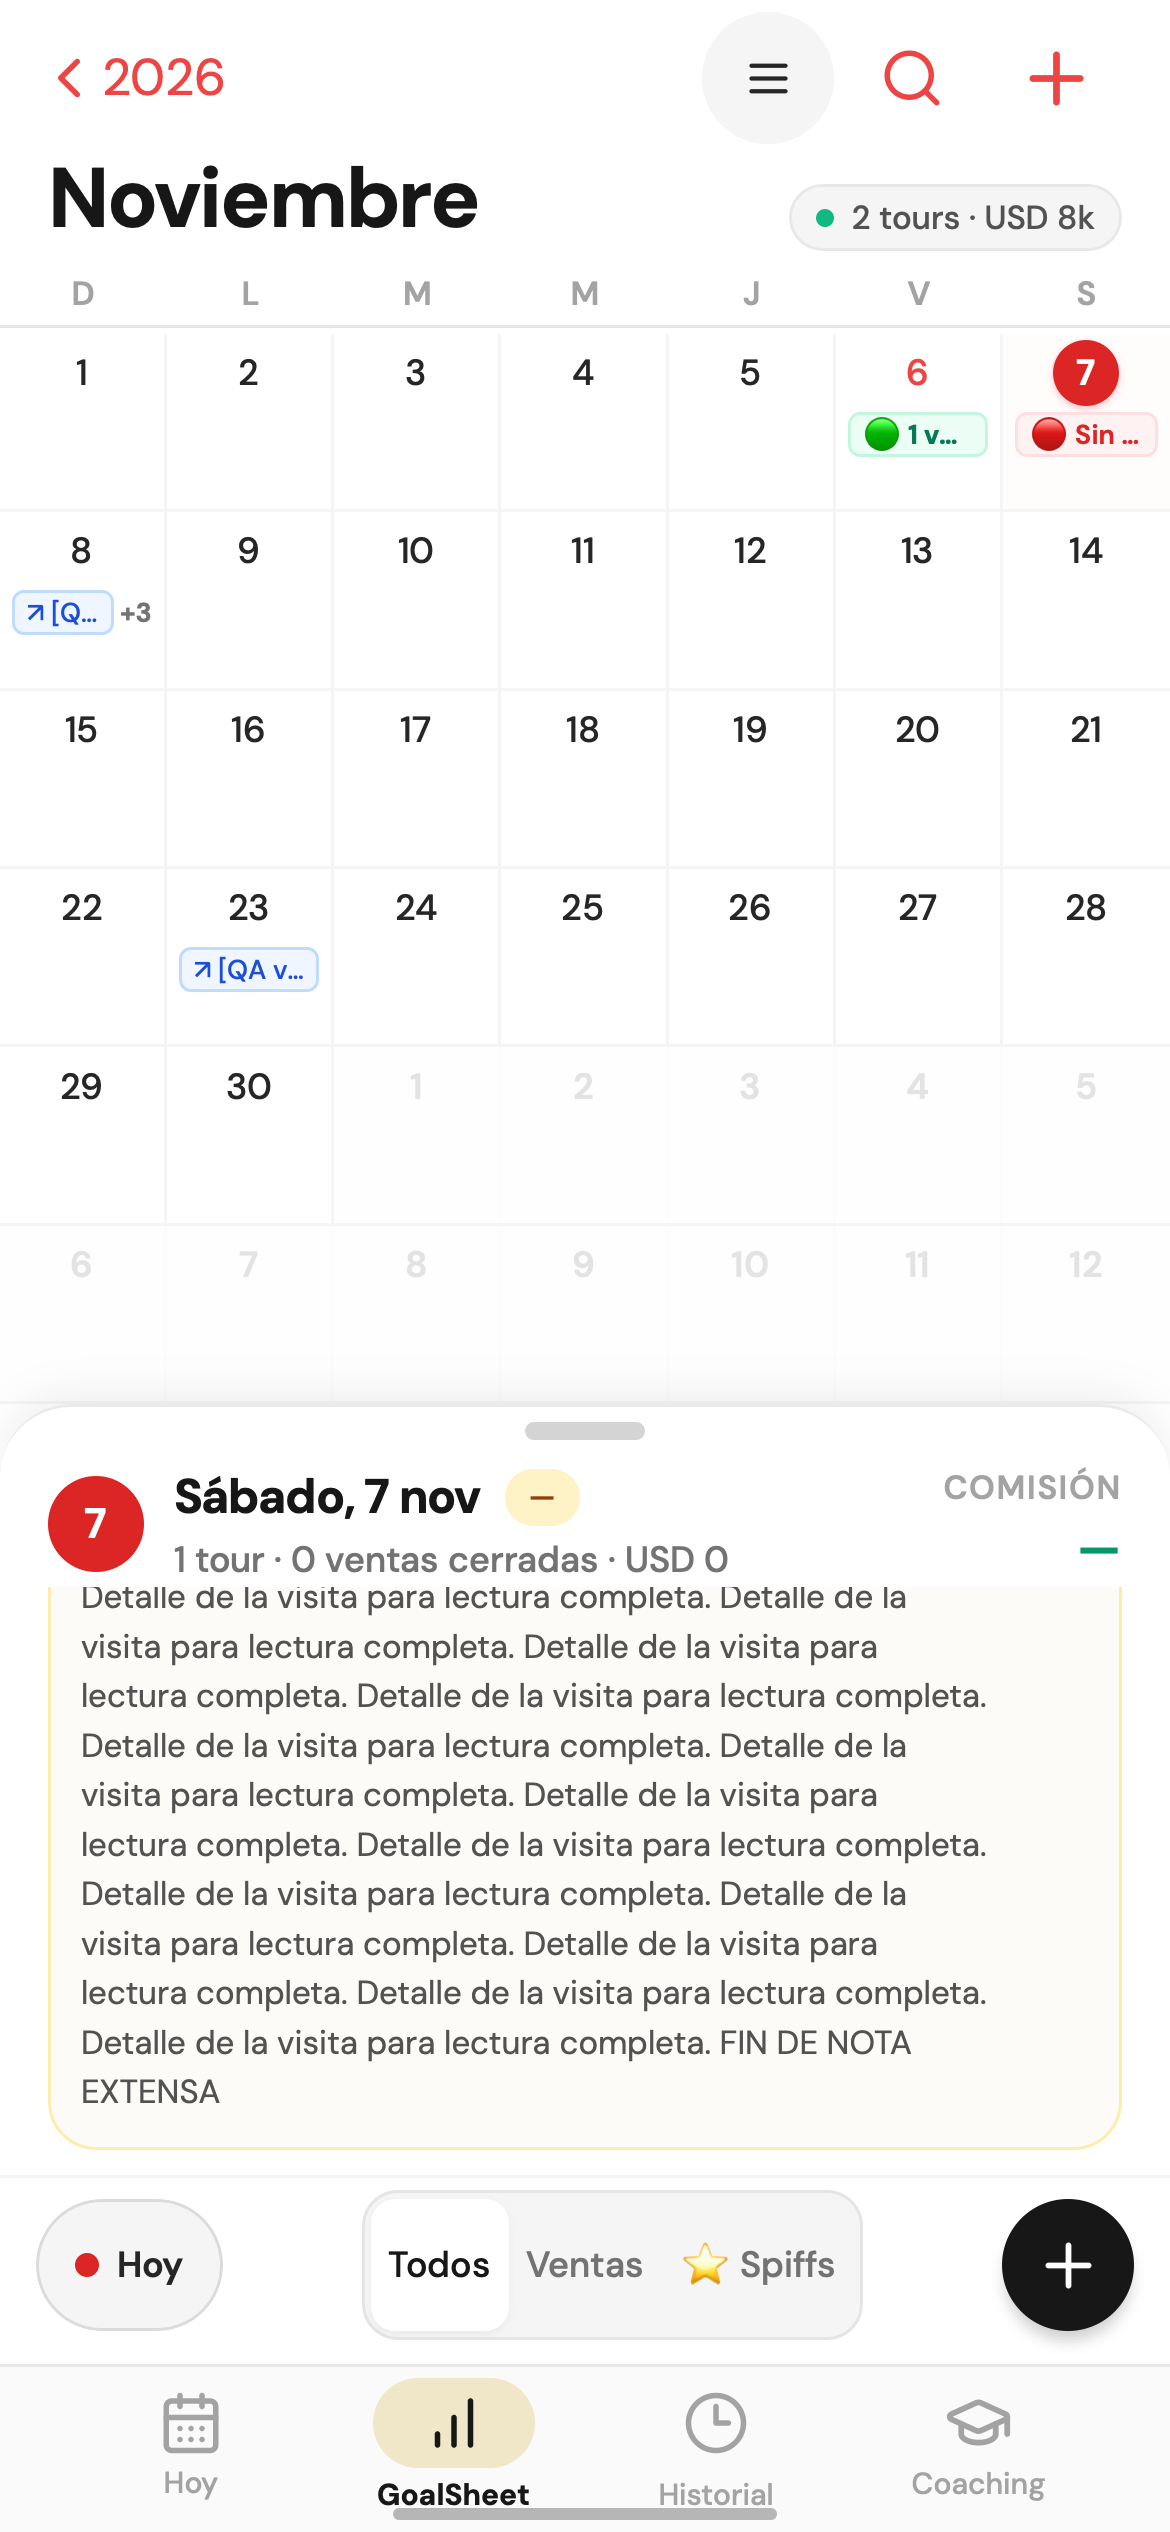 2026
Noviembre
2 tours · USD 8k
D L M M J V S
1 2 3 4 5 6 7
1 v... Sin ...
8 9 10 11 12 13 14
[Q... +3
15 16 17 18 19 20 21
22 23 24 25 26 27 28
[QA v...
29 30 1 2 3 4 5
6 7 8 9 10 11 12
7 Sábado, 7 nov — COMISIÓN
1 tour · 0 ventas cerradas · USD 0 —
Detalle de la visita para lectura completa. Detalle de la
visita para lectura completa. Detalle de la visita para
lectura completa. Detalle de la visita para lectura completa.
Detalle de la visita para lectura completa. Detalle de la
visita para lectura completa. Detalle de la visita para
lectura completa. Detalle de la visita para lectura completa.
Detalle de la visita para lectura completa. Detalle de la
visita para lectura completa. Detalle de la visita para
lectura completa. Detalle de la visita para lectura completa.
Detalle de la visita para lectura completa. FIN DE NOTA
EXTENSA
Hoy Todos Ventas ⭐ Spiffs
Hoy GoalSheet Historial Coaching